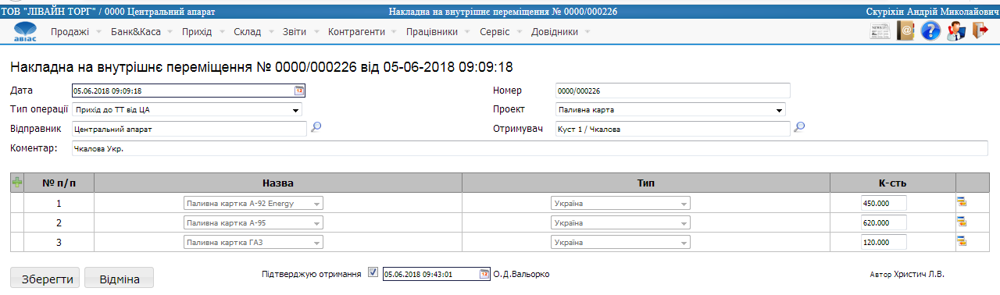 ТОВ "ЛІВАЙН ТОРГ" / 0000 Центральний апарат Накладна на внутрішнє переміщення № 0000/000226 Скуріхін Андрій Миколайович
авіас Продажі Банк&Каса Прихід Склад Звіти Контрагенти Працівники Сервіс Довідники
Накладна на внутрішнє переміщення № 0000/000226 від 05-06-2018 09:09:18
Дата 05.06.2018 09:09:18 Номер 0000/000226
Тип операції Прихід до ТТ від ЦА Проект Паливна карта
Відправник Центральний апарат Отримувач Куст 1 / Чкалова
Коментар: Чкалова Укр.
№ п/п Назва Тип К-сть
1 Паливна картка А-92 Energy Україна 450.000
2 Паливна картка А-95 Україна 620.000
3 Паливна картка ГАЗ Україна 120.000
Зберегти Відміна Підтверджую отримання 05.06.2018 09:43:01 О.Д.Вальорко Автор Христич Л.В.